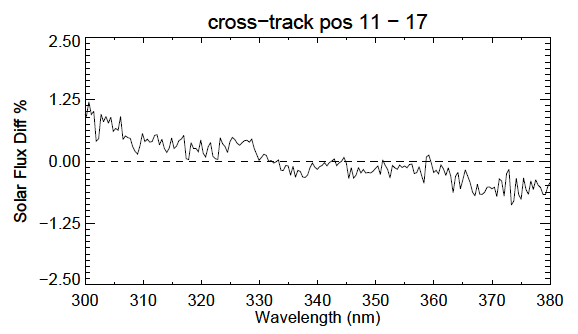 cross−track pos 11 − 17
2.50
1.25
0.00
−1.25
−2.50
Solar Flux Diff %
300 310 320 330 340 350 360 370 380
Wavelength (nm)